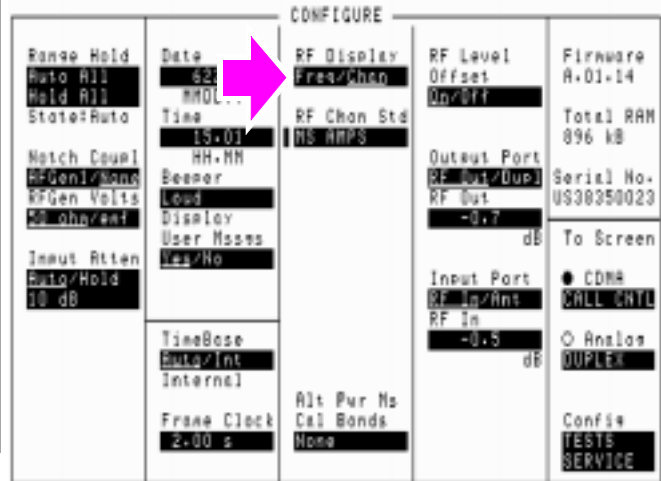 CONFIGURE
Range Hold
Auto All
Hold All
State:Auto
Notch Coupl
RFGen1/None
RFGen Volts
50 ohm/emf
Input Atten
Auto/Hold
10 dB
Date
Time
15.01
HH.MM
Beeper
Loud
Display
User Mssgs
Yes/No
TimeBase
Auto/Int
Internal
Frame Clock
2.00 s
RF Display
Freq/Chan
RF Chan Std
MS AMPS
Alt Pwr Ms
Cal Bands
None
RF Level
Offset
On/Off
Output Port
RF Out/Dupl
RF Out
-0.7
dB
Input Port
RF In/Ant
RF In
-0.5
dB
Firmware
A.01.14
Total RAM
896 kB
Serial No.
US38350023
To Screen
CDMA
CALL CNTL
Analog
DUPLEX
Config
TESTS
SERVICE